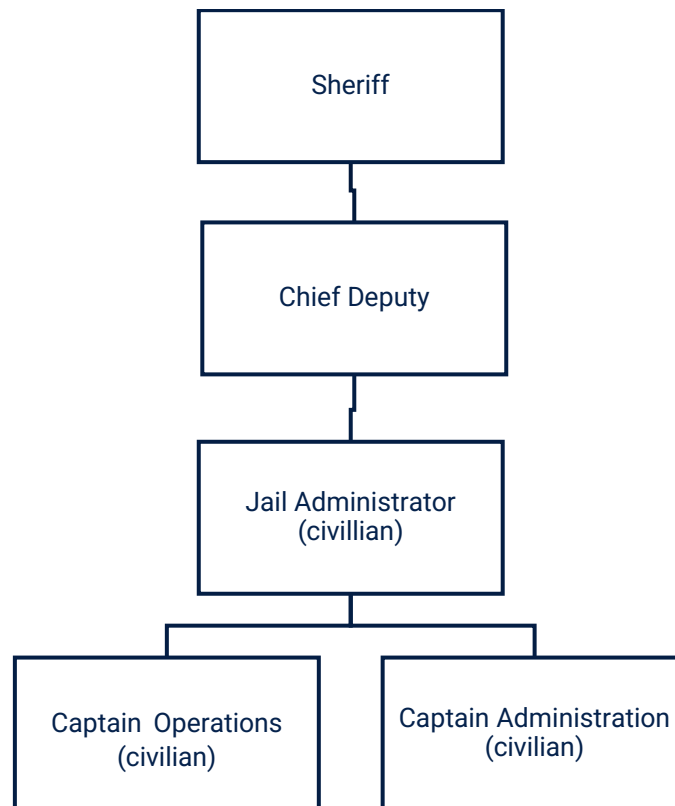 Sheriff
Chief Deputy
Jail Administrator
(civillian)
Captain Operations
(civilian)
Captain Administration
(civilian)